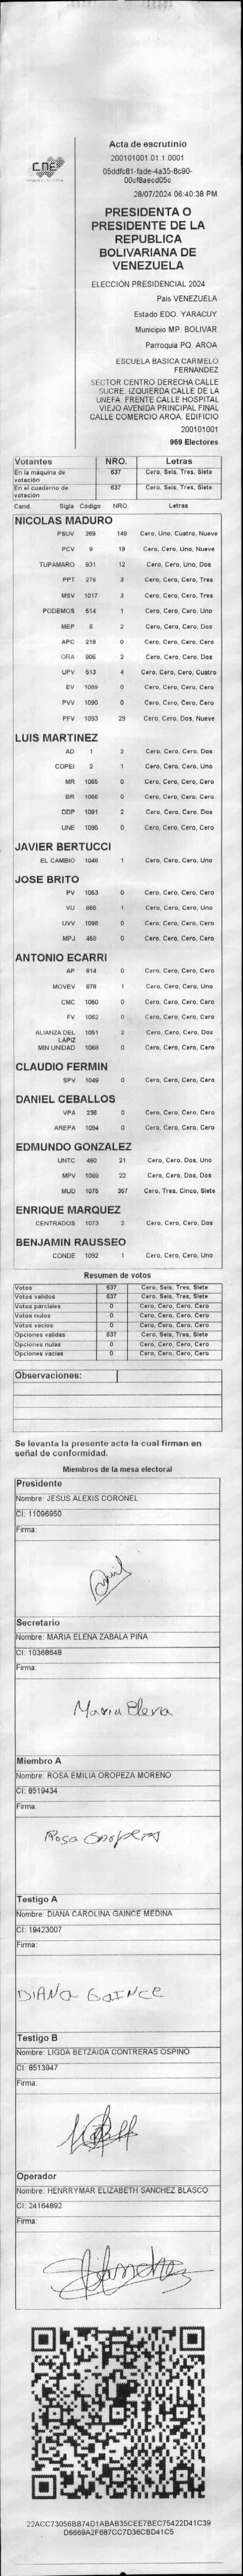 CNE
Acta de escrutinio
200101001.01.1.0001
05ddfc81-fade-4a35-8c90-
00cf8aecd05c
28/07/2024 06:40:38 PM
PRESIDENTA O
PRESIDENTE DE LA
REPUBLICA
BOLIVARIANA DE
VENEZUELA
ELECCIÓN PRESIDENCIAL 2024
Pais VENEZUELA
Estado EDO. YARACUY
Municipio MP. BOLIVAR
Parroquia PQ. AROA
ESCUELA BASICA CARMELO
FERNANDEZ
SECTOR CENTRO DERECHA CALLE
SUCRE. IZQUIERDA CALLE DE LA
UNEFA. FRENTE CALLE HOSPITAL
VIEJO AVENIDA PRINCIPAL FINAL
CALLE COMERCIO AROA. EDIFICIO
200101001
969 Electores
Votantes NRO. Letras
En la máquina de votación 637 Cero, Seis, Tres, Siete
En el cuaderno de votación 637 Cero, Seis, Tres, Siete
Cand. Sigla Código NRO. Letras
NICOLAS MADURO
PSUV 269 149 Cero, Uno, Cuatro, Nueve
PCV 9 19 Cero, Cero, Uno, Nueve
TUPAMARO 931 12 Cero, Cero, Uno, Dos
PPT 276 3 Cero, Cero, Cero, Tres
MSV 1017 3 Cero, Cero, Cero, Tres
PODEMOS 514 1 Cero, Cero, Cero, Uno
MEP 6 2 Cero, Cero, Cero, Dos
APC 219 0 Cero, Cero, Cero, Cero
ORA 906 2 Cero, Cero, Cero, Dos
UPV 513 4 Cero, Cero, Cero, Cuatro
EV 1089 0 Cero, Cero, Cero, Cero
PVV 1090 0 Cero, Cero, Cero, Cero
PFV 1093 29 Cero, Cero, Dos, Nueve
LUIS MARTINEZ
AD 1 2 Cero, Cero, Cero, Dos
COPEI 2 1 Cero, Cero, Cero, Uno
MR 1065 0 Cero, Cero, Cero, Cero
BR 1066 0 Cero, Cero, Cero, Cero
DDP 1091 2 Cero, Cero, Cero, Dos
UNE 1095 0 Cero, Cero, Cero, Cero
JAVIER BERTUCCI
EL CAMBIO 1048 1 Cero, Cero, Cero, Uno
JOSE BRITO
PV 1053 0 Cero, Cero, Cero, Cero
VU 868 1 Cero, Cero, Cero, Uno
UVV 1096 0 Cero, Cero, Cero, Cero
MPJ 458 0 Cero, Cero, Cero, Cero
ANTONIO ECARRI
AP 814 0 Cero, Cero, Cero, Cero
MOVEV 878 1 Cero, Cero, Cero, Uno
CMC 1050 0 Cero, Cero, Cero, Cero
FV 1052 0 Cero, Cero, Cero, Cero
ALIANZA DEL LAPIZ 1051 2 Cero, Cero, Cero, Dos
MIN UNIDAD 1068 0 Cero, Cero, Cero, Cero
CLAUDIO FERMIN
SPV 1049 0 Cero, Cero, Cero, Cero
DANIEL CEBALLOS
VPA 236 0 Cero, Cero, Cero, Cero
AREPA 1094 0 Cero, Cero, Cero, Cero
EDMUNDO GONZALEZ
UNTC 460 21 Cero, Cero, Dos, Uno
MPV 1069 22 Cero, Cero, Dos, Dos
MUD 1075 357 Cero, Tres, Cinco, Siete
ENRIQUE MARQUEZ
CENTRADOS 1073 2 Cero, Cero, Cero, Dos
BENJAMIN RAUSSEO
CONDE 1092 1 Cero, Cero, Cero, Uno
Resumen de votos
Votos 637 Cero, Seis, Tres, Siete
Votos validos 637 Cero, Seis, Tres, Siete
Votos parciales 0 Cero, Cero, Cero, Cero
Votos nulos 0 Cero, Cero, Cero, Cero
Votos vacios 0 Cero, Cero, Cero, Cero
Opciones validas 637 Cero, Seis, Tres, Siete
Opciones nulas 0 Cero, Cero, Cero, Cero
Opciones vacias 0 Cero, Cero, Cero, Cero
Observaciones:
Se levanta la presente acta la cual firman en
señal de conformidad.
Miembros de la mesa electoral
Presidente
Nombre: JESUS ALEXIS CORONEL
CI: 11096950
Firma:
Secretario
Nombre: MARIA ELENA ZABALA PIÑA
CI: 10368648
Firma:
Maria Elena
Miembro A
Nombre: ROSA EMILIA OROPEZA MORENO
CI: 8519434
Firma:
Rosa Oropeza
Testigo A
Nombre: DIANA CAROLINA GAINCE MEDINA
CI: 19423007
Firma:
DIANA GAINCE
Testigo B
Nombre: LIGDA BETZAIDA CONTRERAS OSPINO
CI: 8513947
Firma:
Operador
Nombre: HENRRYMAR ELIZABETH SANCHEZ BLASCO
CI: 24164892
Firma:
22ACC73056BB74D1ABAB35CEE7BEC75422D41C39
D6669A2F687CC7D36CBD41C5